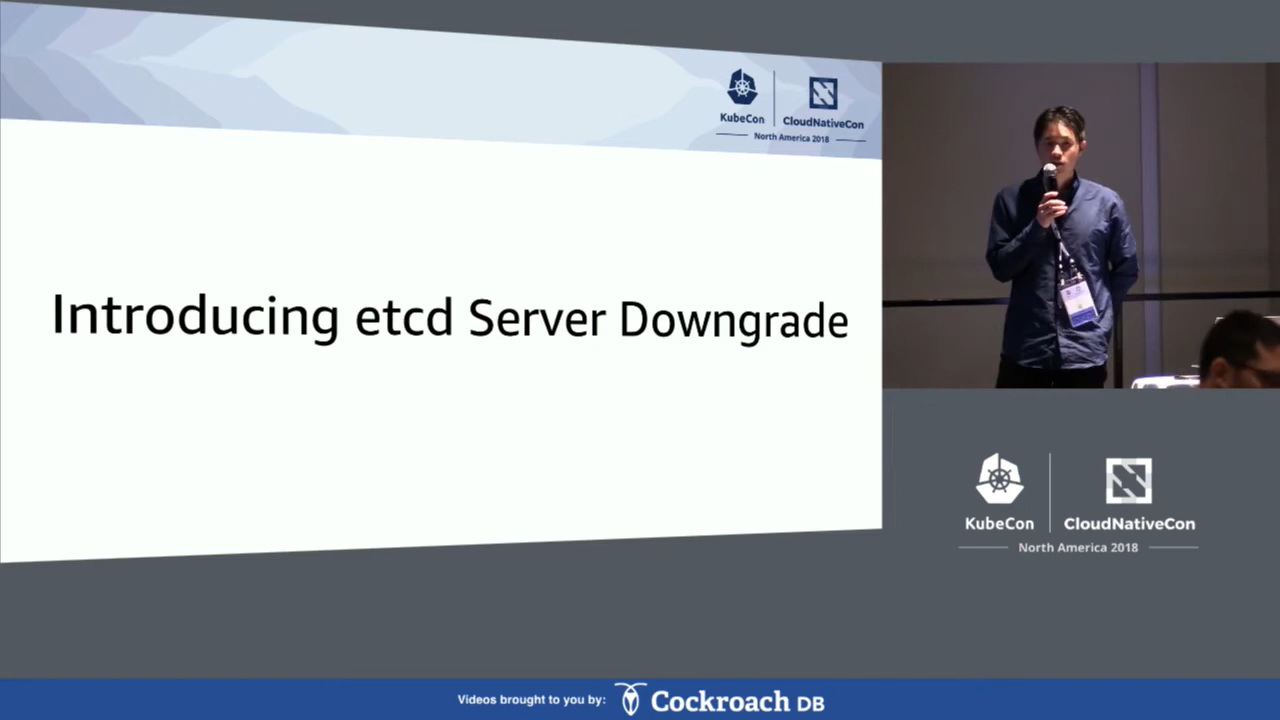 KubeCon
CloudNativeCon
North America 2018
Introducing etcd Server Downgrade
KubeCon
CloudNativeCon
North America 2018
Videos brought to you by:
Cockroach DB